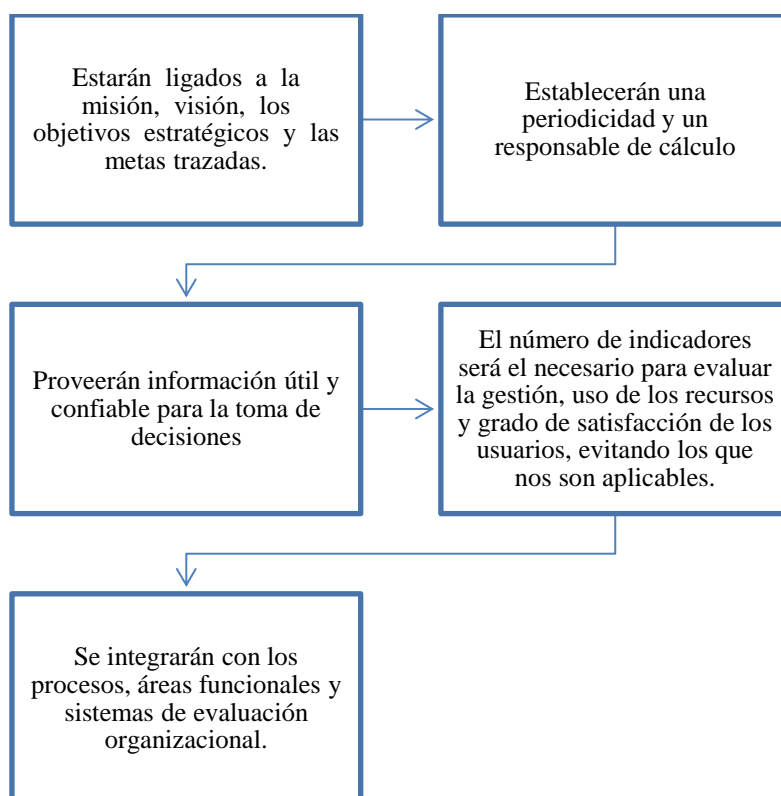 Estarán ligados a la
misión, visión, los
objetivos estratégicos y las
metas trazadas.
Establecerán una
periodicidad y un
responsable de cálculo
Proveerán información útil y
confiable para la toma de
decisiones
El número de indicadores
será el necesario para evaluar
la gestión, uso de los recursos
y grado de satisfacción de los
usuarios, evitando los que
nos son aplicables.
Se integrarán con los
procesos, áreas funcionales y
sistemas de evaluación
organizacional.